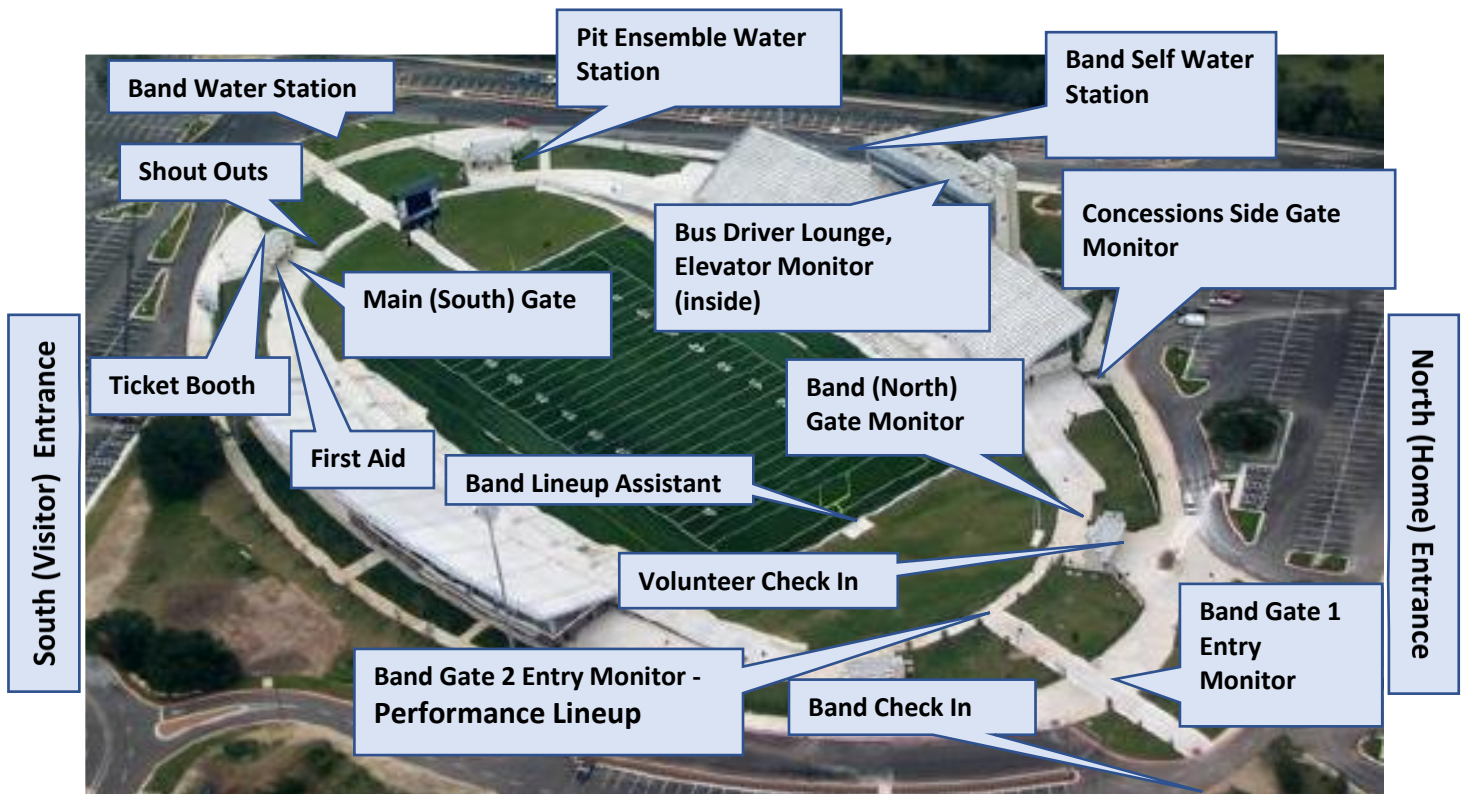 Pit Ensemble Water
Station
Band Self Water
Station
Band Water Station
Shout Outs
Concessions Side Gate
Monitor
Bus Driver Lounge,
Elevator Monitor
(inside)
Main (South) Gate
South (Visitor)  Entrance
North (Home) Entrance
Ticket Booth
Band (North)
Gate Monitor
First Aid
Band Lineup Assistant
Volunteer Check In
Band Gate 1
Entry
Monitor
Band Gate 2 Entry Monitor -
Performance Lineup
Band Check In